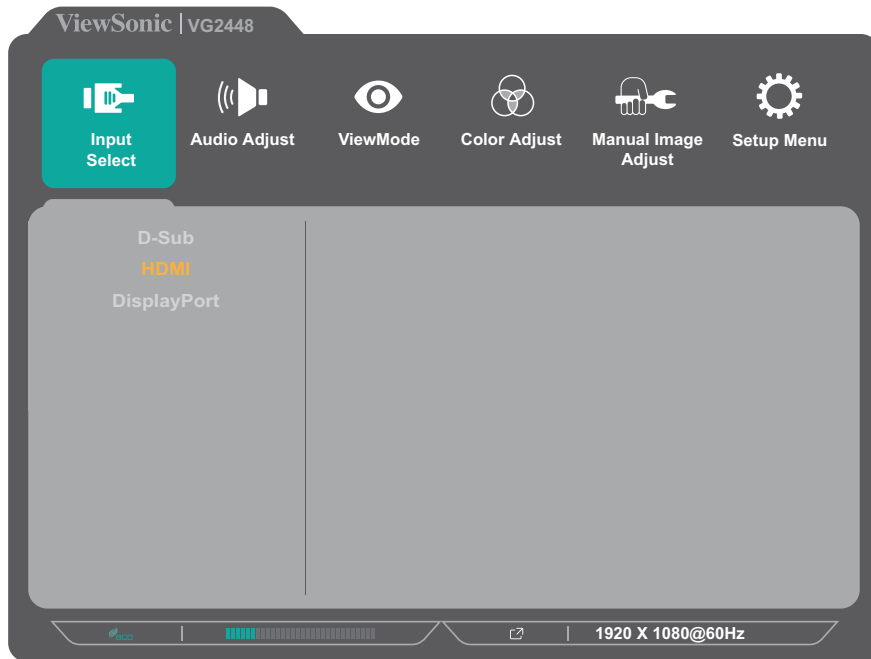 ViewSonic | VG2448
Input
Select
Audio Adjust
ViewMode
Color Adjust
Manual Image
Adjust
Setup Menu
D-Sub
HDMI
DisplayPort
1920 X 1080@60Hz